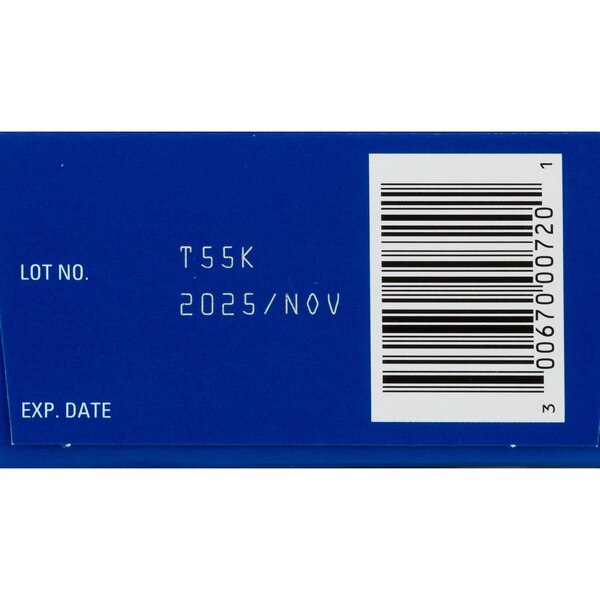 LOT NO.
T55K
2025/NOV
EXP. DATE
3 00670 00720 1